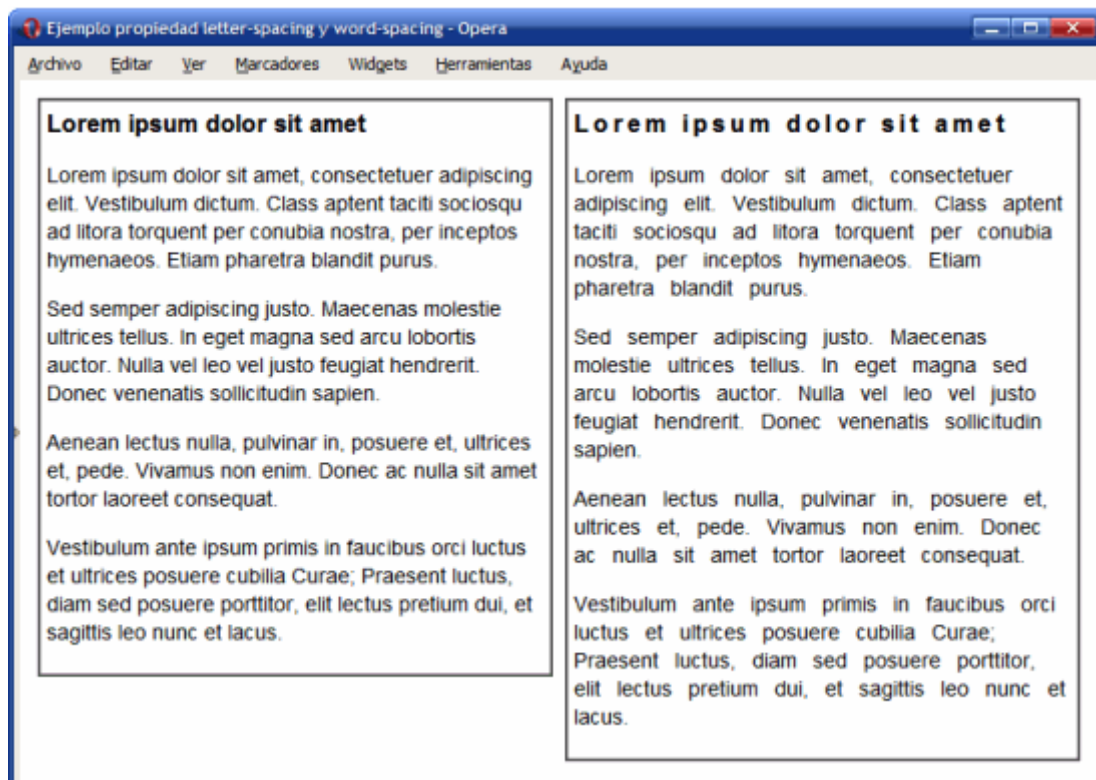 Ejemplo propiedad letter-spacing y word-spacing - Opera
Archivo Editar Ver Marcadores Widgets Herramientas Ayuda
Lorem ipsum dolor sit amet
Lorem ipsum dolor sit amet, consectetuer adipiscing
elit. Vestibulum dictum. Class aptent taciti sociosqu
ad litora torquent per conubia nostra, per inceptos
hymenaeos. Etiam pharetra blandit purus.
Sed semper adipiscing justo. Maecenas molestie
ultrices tellus. In eget magna sed arcu lobortis
auctor. Nulla vel leo vel justo feugiat hendrerit.
Donec venenatis sollicitudin sapien.
Aenean lectus nulla, pulvinar in, posuere et, ultrices
et, pede. Vivamus non enim. Donec ac nulla sit amet
tortor laoreet consequat.
Vestibulum ante ipsum primis in faucibus orci luctus
et ultrices posuere cubilia Curae; Praesent luctus,
diam sed posuere porttitor, elit lectus pretium dui, et
sagittis leo nunc et lacus.
Lorem ipsum dolor sit amet
Lorem ipsum dolor sit amet, consectetuer
adipiscing elit. Vestibulum dictum. Class aptent
taciti sociosqu ad litora torquent per conubia
nostra, per inceptos hymenaeos. Etiam
pharetra blandit purus.
Sed semper adipiscing justo. Maecenas
molestie ultrices tellus. In eget magna sed
arcu lobortis auctor. Nulla vel leo vel justo
feugiat hendrerit. Donec venenatis sollicitudin
sapien.
Aenean lectus nulla, pulvinar in, posuere et,
ultrices et, pede. Vivamus non enim. Donec
ac nulla sit amet tortor laoreet consequat.
Vestibulum ante ipsum primis in faucibus orci
luctus et ultrices posuere cubilia Curae;
Praesent luctus, diam sed posuere porttitor,
elit lectus pretium dui, et sagittis leo nunc et
lacus.